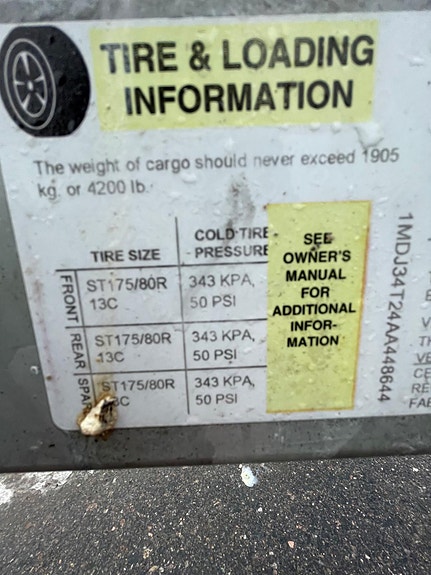 TIRE & LOADING
INFORMATION
The weight of cargo should never exceed 1905
kg. or 4200 lb.
TIRE SIZE
COLD TIRE
PRESSURE
FRONT
ST175/80R
13C
343 KPA,
50 PSI
REAR
ST175/80R
13C
343 KPA,
50 PSI
ST175/80R
343 KPA,
50 PSI
SEE
OWNER'S
MANUAL
FOR
ADDITIONAL
INFOR-
MATION
1MDJ34T24AA448644